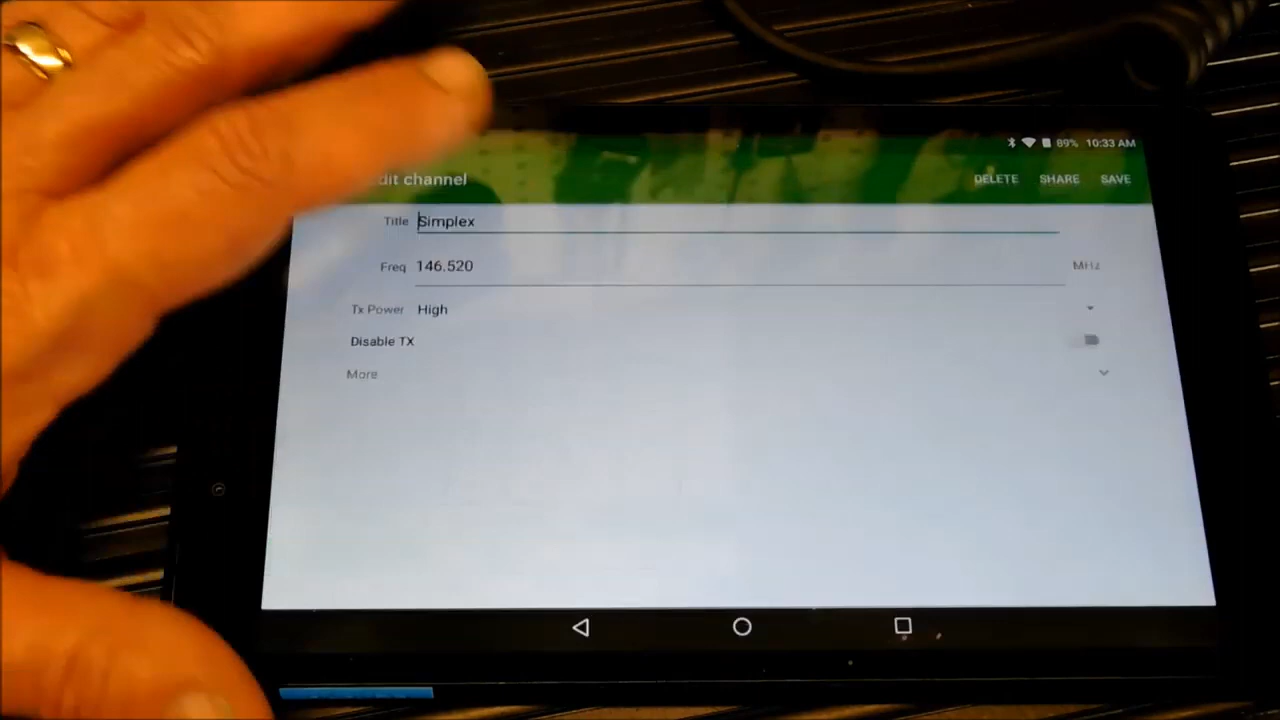 89% 10:33 AM
dit channel DELETE SHARE SAVE
Title Simplex
Freq 146.520 MHz
Tx Power High
Disable TX
More